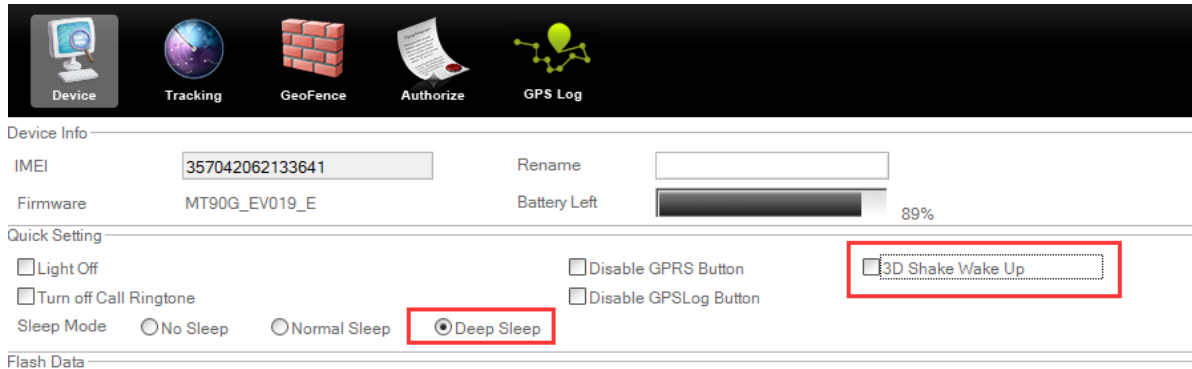 Device Tracking GeoFence Authorize GPS Log
Device Info
IMEI 357042062133641 Rename
Firmware MT90G_EV019_E Battery Left 89%
Quick Setting
Light Off Disable GPRS Button 3D Shake Wake Up
Turn off Call Ringtone Disable GPSLog Button
Sleep Mode No Sleep Normal Sleep Deep Sleep
Flash Data